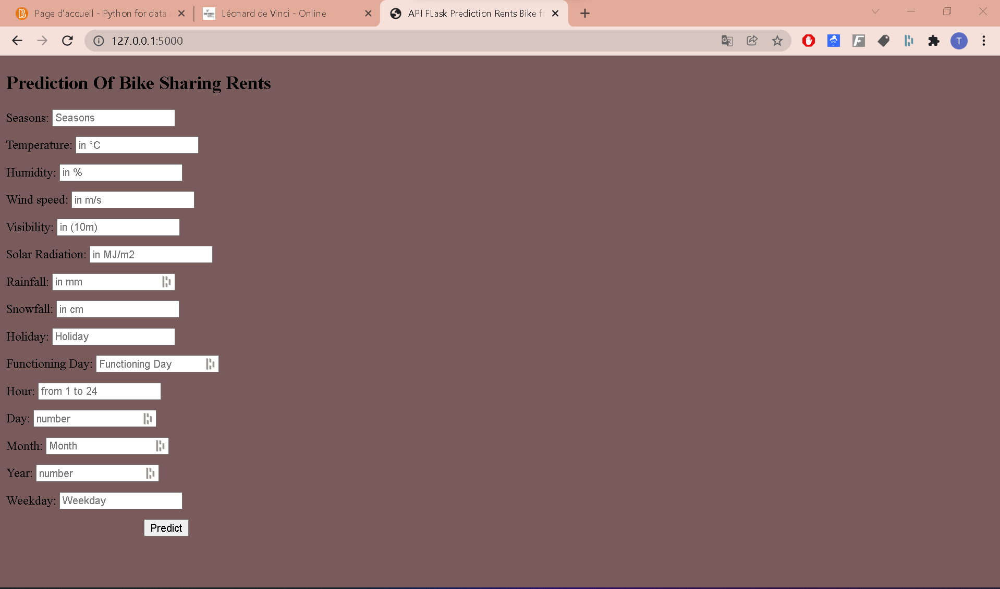 Page d'accueil - Python for data
Léonard de Vinci - Online
API FLask Prediction Rents Bike
127.0.0.1:5000
T
Prediction Of Bike Sharing Rents
Seasons: Seasons
Temperature: in °C
Humidity: in %
Wind speed: in m/s
Visibility: in (10m)
Solar Radiation: in MJ/m2
Rainfall: in mm
Snowfall: in cm
Holiday: Holiday
Functioning Day: Functioning Day
Hour: from 1 to 24
Day: number
Month: Month
Year: number
Weekday: Weekday
Predict